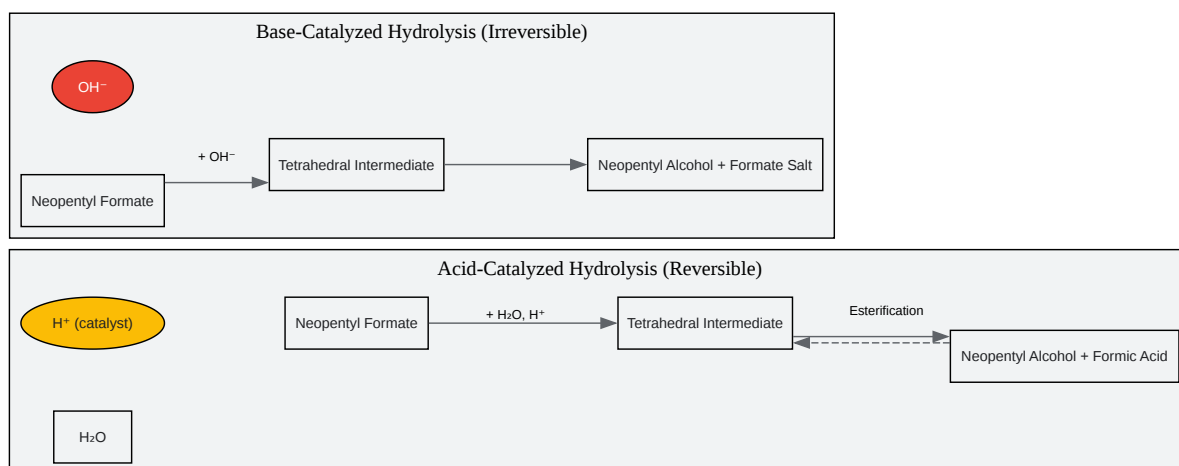 Base-Catalyzed Hydrolysis (Irreversible)
OH⁻
+ OH⁻
Neopentyl Formate
Tetrahedral Intermediate
Neopentyl Alcohol + Formate Salt
Acid-Catalyzed Hydrolysis (Reversible)
H⁺ (catalyst)
Neopentyl Formate
+ H₂O, H⁺
Tetrahedral Intermediate
Esterification
Neopentyl Alcohol + Formic Acid
H₂O